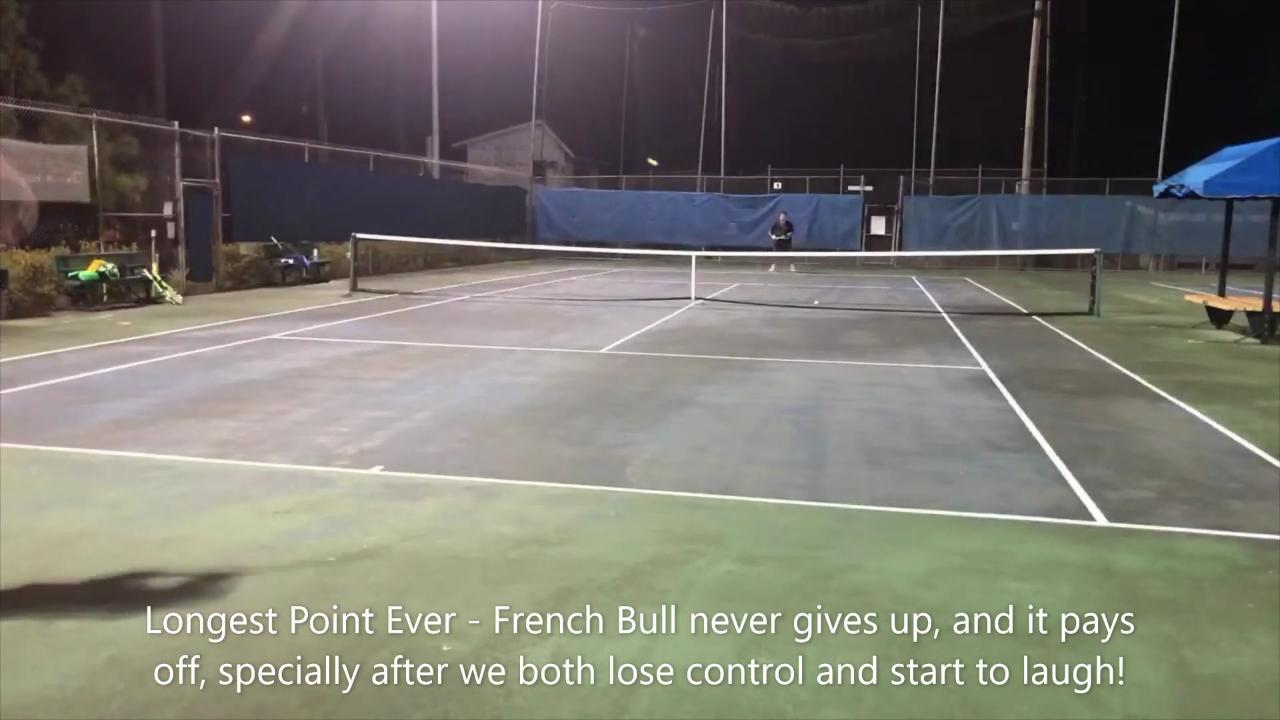 Longest Point Ever - French Bull never gives up, and it pays
off, specially after we both lose control and start to laugh!